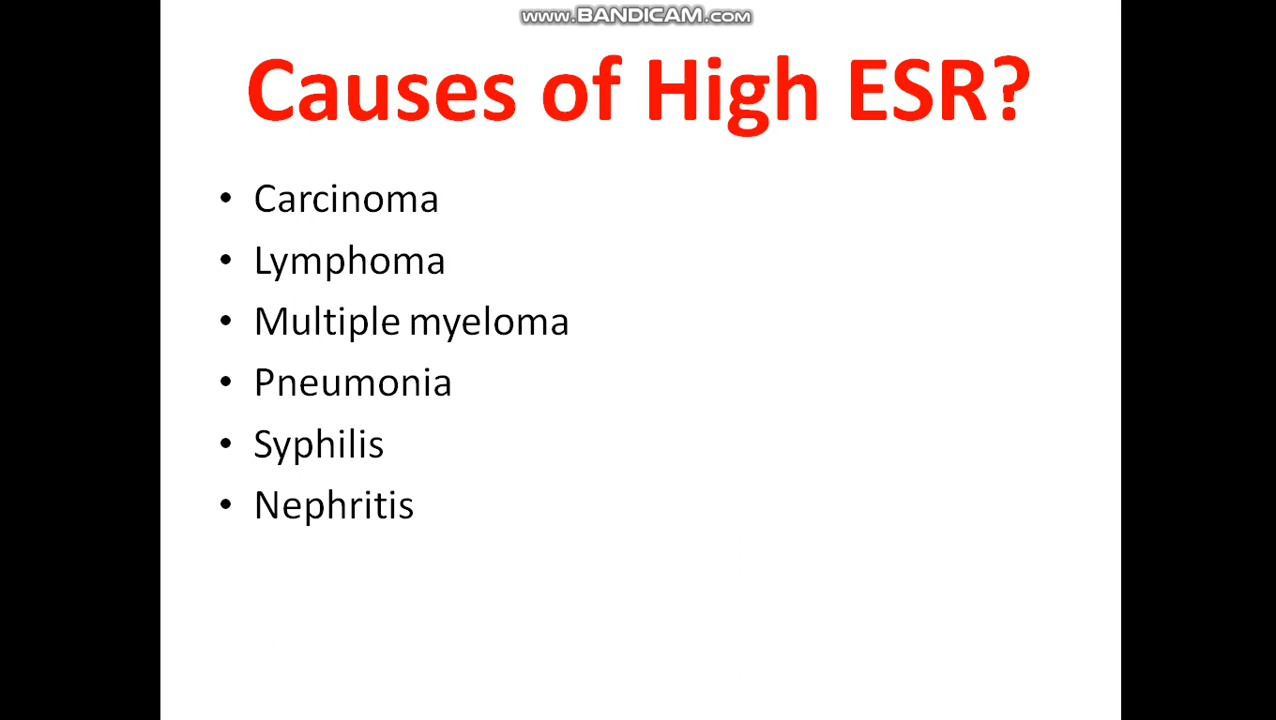 www.BANDICAM.com
Causes of High ESR?
• Carcinoma
• Lymphoma
• Multiple myeloma
• Pneumonia
• Syphilis
• Nephritis